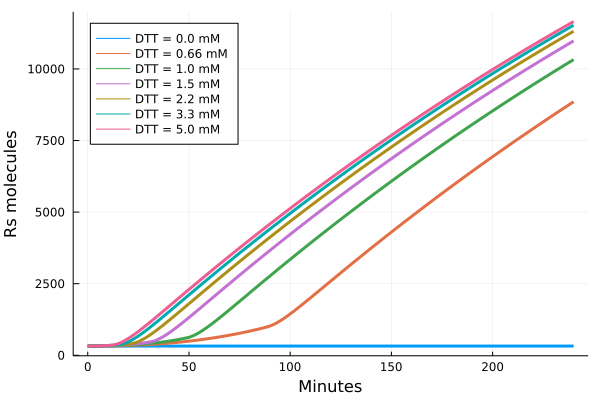 DTT = 0.0 mM
DTT = 0.66 mM
DTT = 1.0 mM
DTT = 1.5 mM
DTT = 2.2 mM
DTT = 3.3 mM
DTT = 5.0 mM
Rs molecules
10000
7500
5000
2500
0
0 50 100 150 200
Minutes